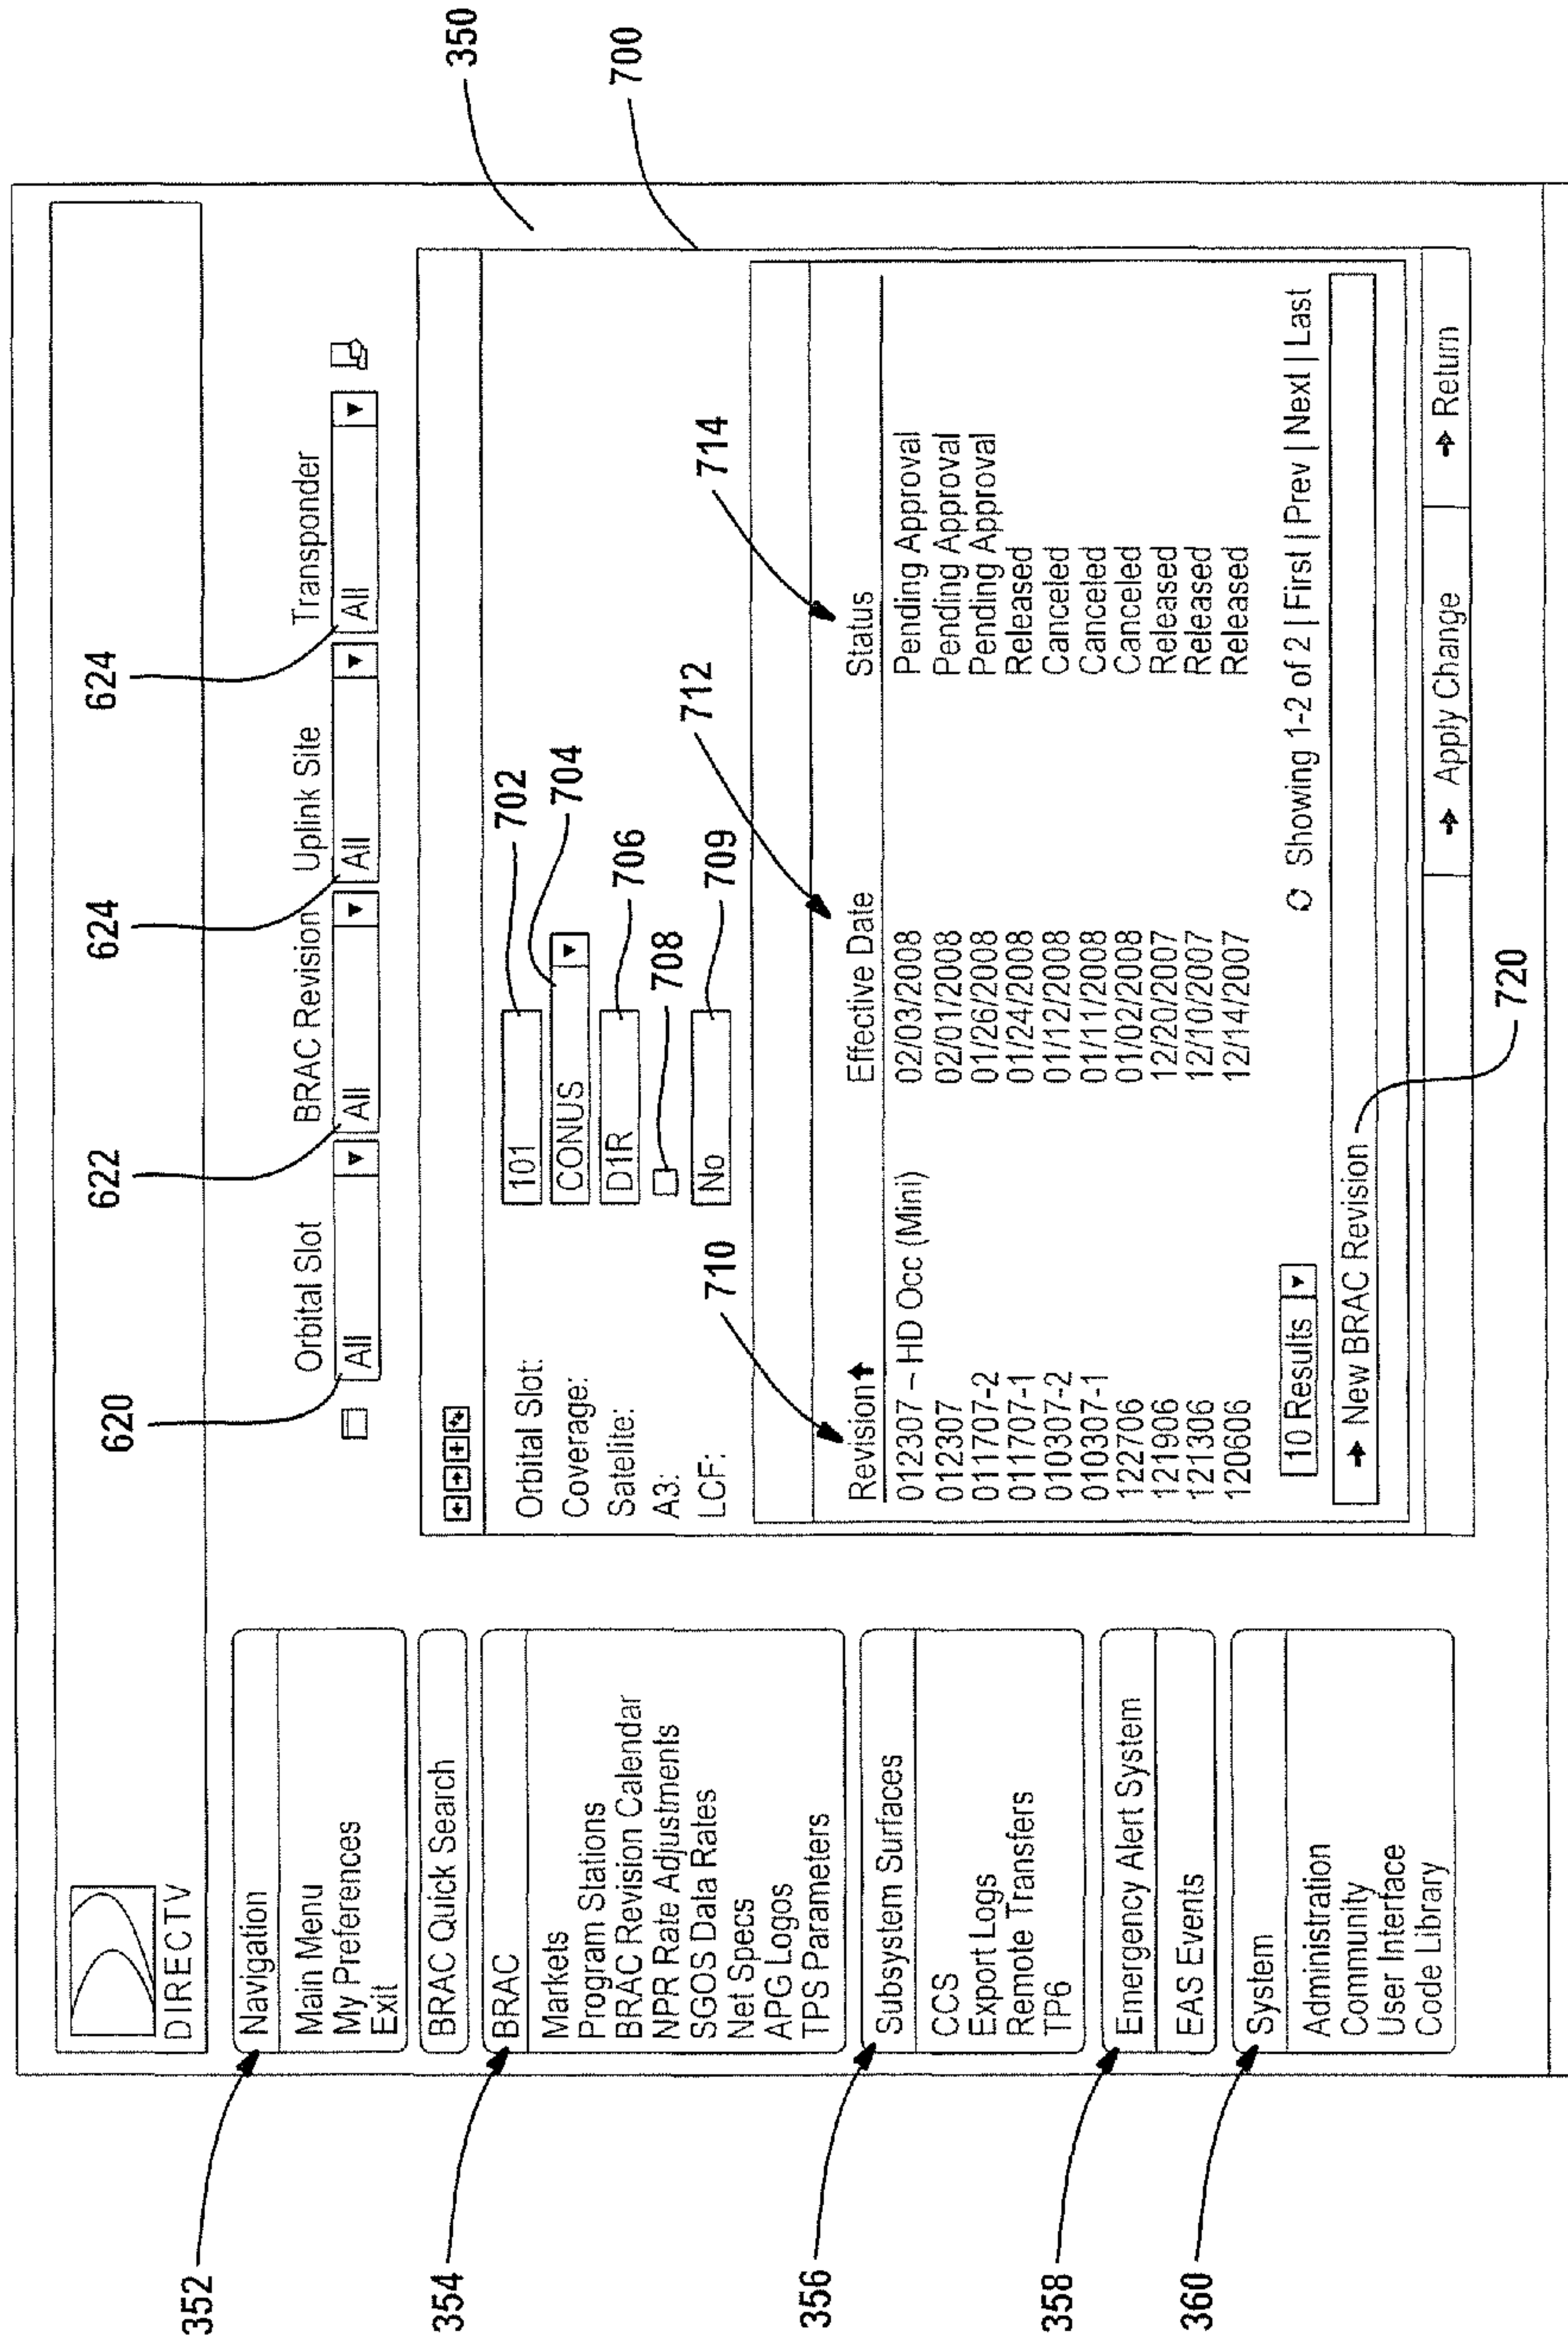 DIRECTV
352
Navigation
Main Menu
My Preferences
Exit
BRAC Quick Search
354
BRAC
Markets
Program Stations
BRAC Revision Calendar
NPR Rate Adjustments
SGOS Data Rates
Net Specs
APG Logos
TPS Parameters
356
Subsystem Surfaces
CCS
Export Logs
Remote Transfers
TP6
358
Emergency Alert System
EAS Events
360
System
Administration
Community
User Interface
Code Library
620 622 624 624
Orbital Slot BRAC Revision Uplink Site Transponder
All All All All
350
700
Orbital Slot: 101 702
Coverage: CONUS 704
Satelite: D1R 706
A3: 708
LCF: No 709
710 712 714
Revision Effective Date Status
012307 – HD Occ (Mini) 02/03/2008 Pending Approval
012307 02/01/2008 Pending Approval
011707-2 01/26/2008 Pending Approval
011707-1 01/24/2008 Released
010307-2 01/12/2008 Canceled
010307-1 01/11/2008 Canceled
122706 01/02/2008 Canceled
121906 12/20/2007 Released
121306 12/10/2007 Released
120606 12/14/2007 Released
10 Results Showing 1-2 of 2 | First | Prev | Next | Last
New BRAC Revision 720
Apply Change Return